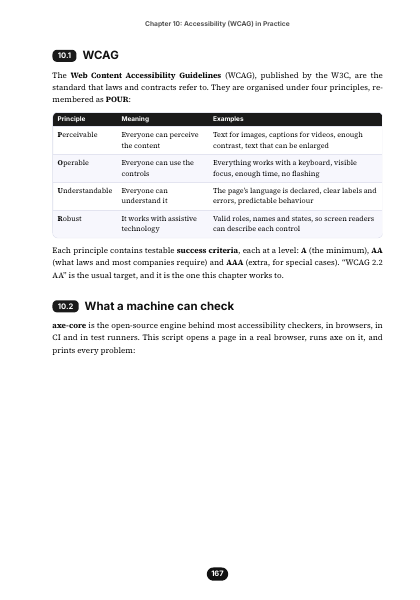 Chapter 10: Accessibility (WCAG) in Practice
10.1 WCAG
The Web Content Accessibility Guidelines (WCAG), published by the W3C, are the
standard that laws and contracts refer to. They are organised under four principles, re-
membered as POUR:
Principle Meaning Examples
Perceivable Everyone can perceive Text for images, captions for videos, enough
the content contrast, text that can be enlarged
Operable Everyone can use the Everything works with a keyboard, visible
controls focus, enough time, no flashing
Understandable Everyone can The page's language is declared, clear labels and
understand it errors, predictable behaviour
Robust It works with assistive Valid roles, names and states, so screen readers
technology can describe each control
Each principle contains testable success criteria, each at a level: A (the minimum), AA
(what laws and most companies require) and AAA (extra, for special cases). “WCAG 2.2
AA” is the usual target, and it is the one this chapter works to.
10.2 What a machine can check
axe-core is the open-source engine behind most accessibility checkers, in browsers, in
CI and in test runners. This script opens a page in a real browser, runs axe on it, and
prints every problem:
167